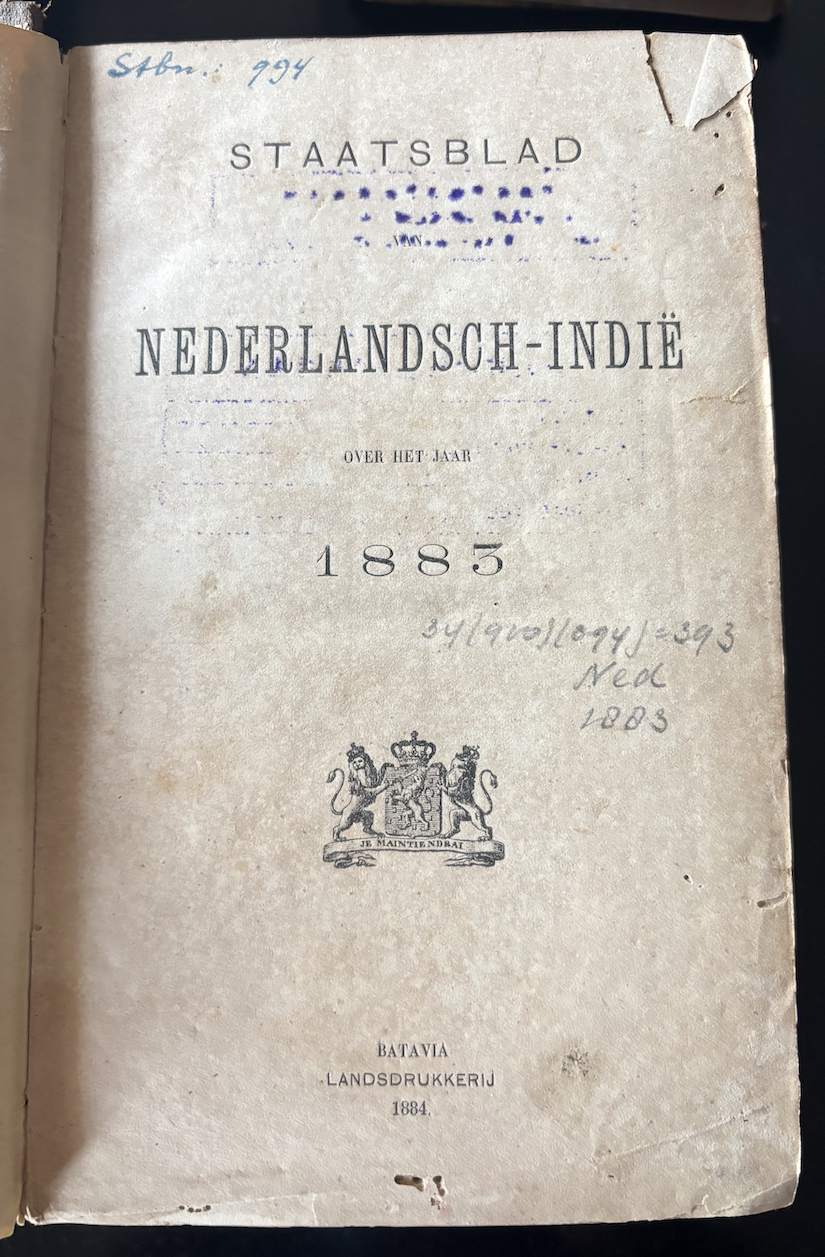 Stbn.: 994
STAATSBLAD
VAN
NEDERLANDSCH-INDIË
OVER HET JAAR
1883
34(910)(094)=393
Ned
1883
JE MAINTIENDRAI
BATAVIA
LANDSDRUKKERIJ
1884.